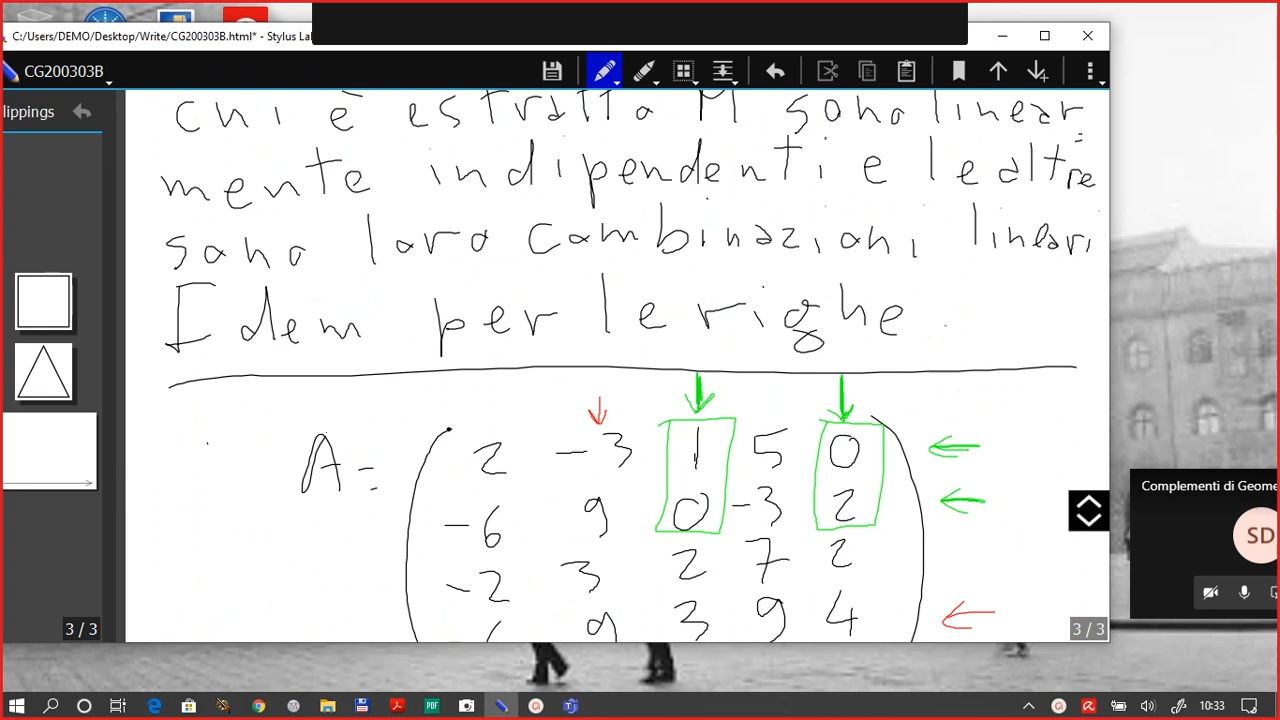 C:/Users/DEMO/Desktop/Write/CG200303B.html* - Stylus La
CG200303B
lippings
chi è estratta M sono linear=
mente indipendenti e le altre
sono loro combinazioni lineari
Idem per le righe.
A =
2 -3 1 5 0
-6 9 0 -3 2
-2 3 2 7 2
9 3 9 4
Complementi di Geome
SD
3 / 3
3 / 3
PDF
10:33